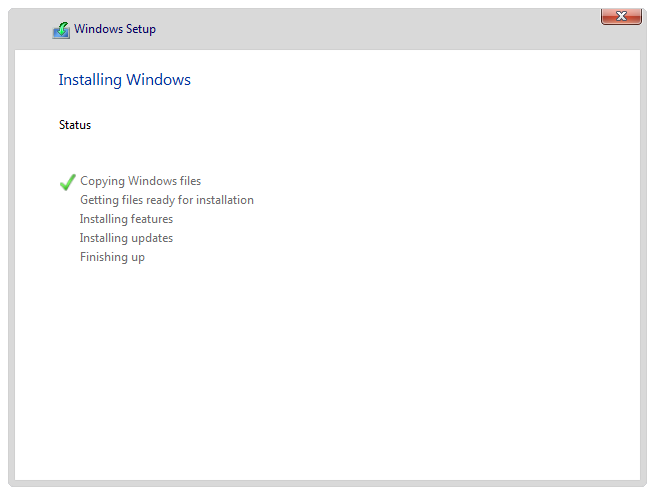 Windows Setup
Installing Windows
Status
Copying Windows files
Getting files ready for installation
Installing features
Installing updates
Finishing up